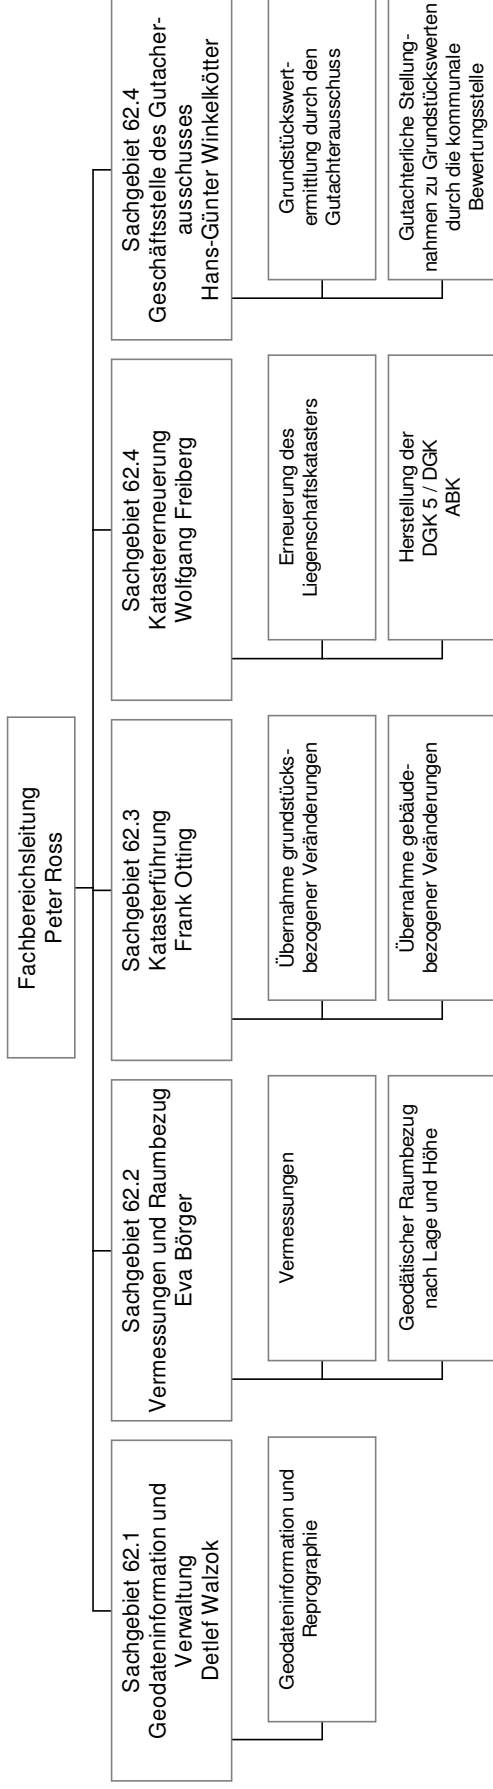 Fachbereichsleitung
Peter Ross
Sachgebiet 62.1
Geodateninformation und
Verwaltung
Detlef Walzok
Geodateninformation und
Reprographie
Sachgebiet 62.2
Vermessungen und Raumbezug
Eva Börger
Vermessungen
Geodätischer Raumbezug
nach Lage und Höhe
Sachgebiet 62.3
Katasterführung
Frank Otting
Übernahme grundstücks-
bezogener Veränderungen
Übernahme gebäude-
bezogener Veränderungen
Sachgebiet 62.4
Katastererneuerung
Wolfgang Freiberg
Erneuerung des
Liegenschaftskatasters
Herstellung der
DGK 5 / DGK
ABK
Sachgebiet 62.4
Geschäftsstelle des Gutacher-
ausschusses
Hans-Günter Winkelkötter
Grundstückswert-
ermittlung durch den
Gutachterausschuss
Gutachterliche Stellung-
nahmen zu Grundstückswerten
durch die kommunale
Bewertungsstelle